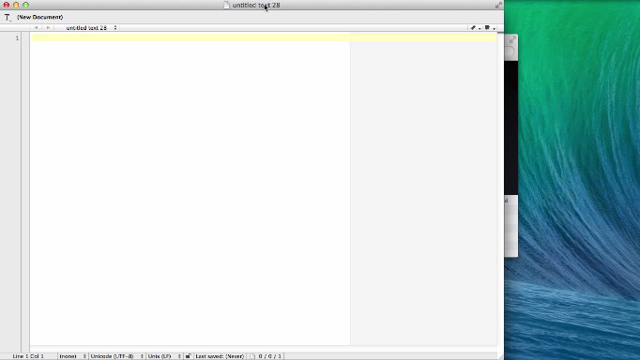 untitled text 28
(New Document)
untitled text 28
1
Line 1 Col 1 (none) Unicode (UTF-8) Unix (LF) Last saved: (Never) 0 / 0 / 1